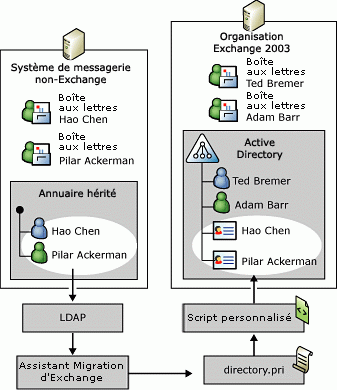 Système de messagerie
non-Exchange
Boîte
aux lettres
Hao Chen
Boîte
aux lettres
Pilar Ackerman
Annuaire hérité
Hao Chen
Pilar Ackerman
LDAP
Assistant Migration
d'Exchange
Organisation
Exchange 2003
Boîte
aux lettres
Ted Bremer
Boîte
aux lettres
Adam Barr
Active
Directory
Ted Bremer
Adam Barr
Hao Chen
Pilar Ackerman
Script personnalisé
directory.pri